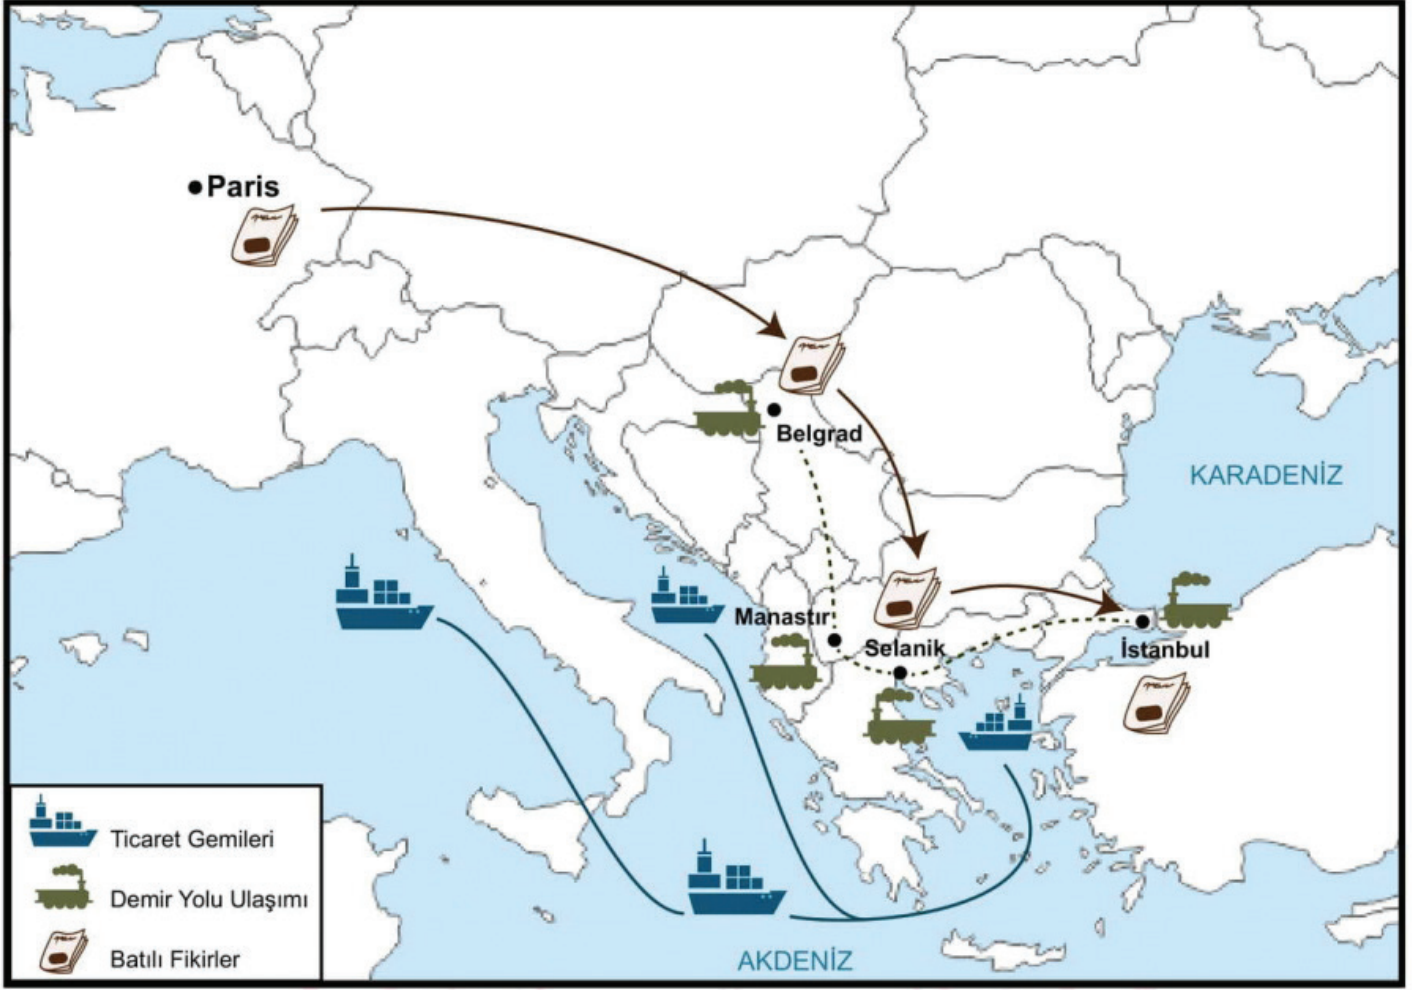 Paris
Belgrad
KARADENİZ
Manastır
Selanik
İstanbul
Ticaret Gemileri
Demir Yolu Ulaşımı
Batılı Fikirler
AKDENİZ